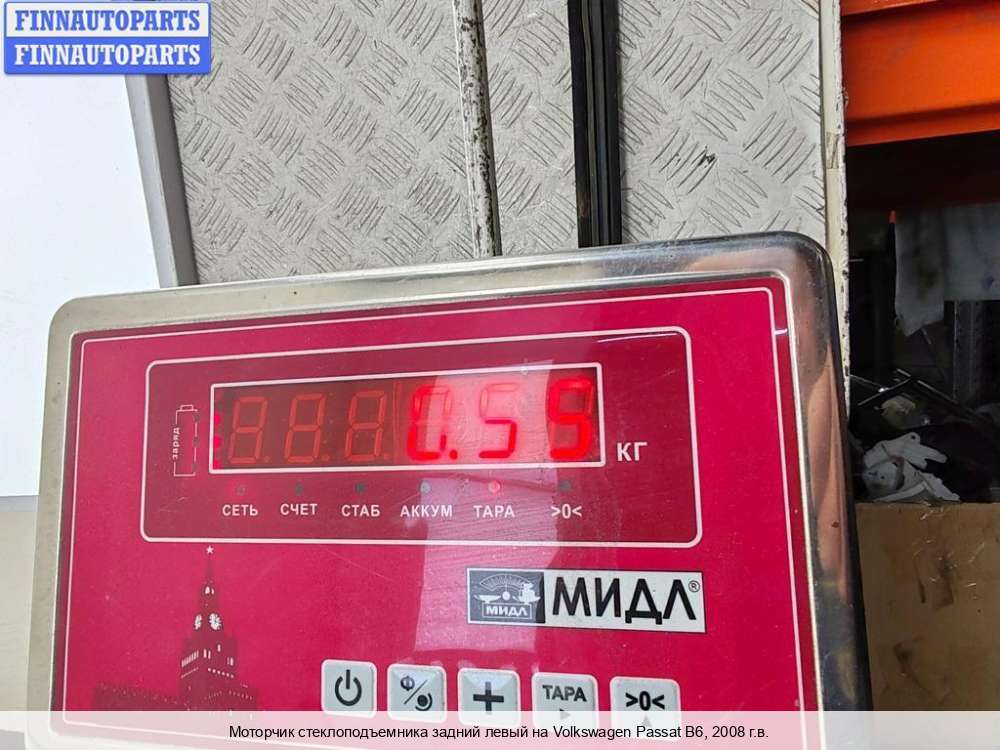 FINNAUTOPARTS
FINNAUTOPARTS
заряд
0.55 КГ
СЕТЬ СЧЕТ СТАБ АККУМ ТАРА >0<
МИДЛ МИДЛ®
Ф/ + ТАРА >0<
Моторчик стеклоподъемника задний левый на Volkswagen Passat B6, 2008 г.в.